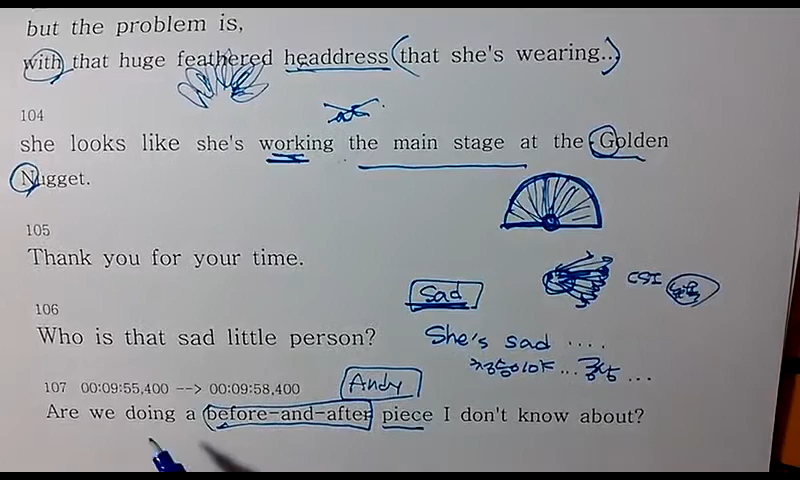 but the problem is,
with that huge feathered headdress (that she's wearing..)
104
she looks like she's working the main stage at the Golden
Nugget.
105
Thank you for your time.
CSI
Sad
106
Who is that sad little person?
She's sad ....
107 00:09:55,400 --> 00:09:58,400
Andy
Are we doing a before-and-after piece I don't know about?